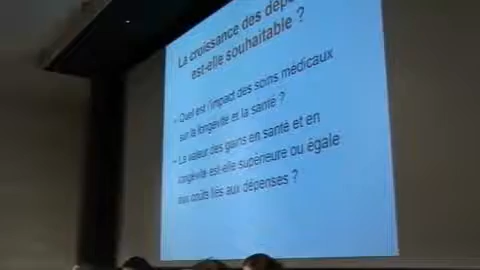 La croissance des dépe
est-elle souhaitable ?
- Quel est l'impact des soins médicaux
sur la longévité et la santé ?
- La valeur des gains en santé et en
longévité est-elle supérieure ou égale
aux coûts liés aux dépenses ?